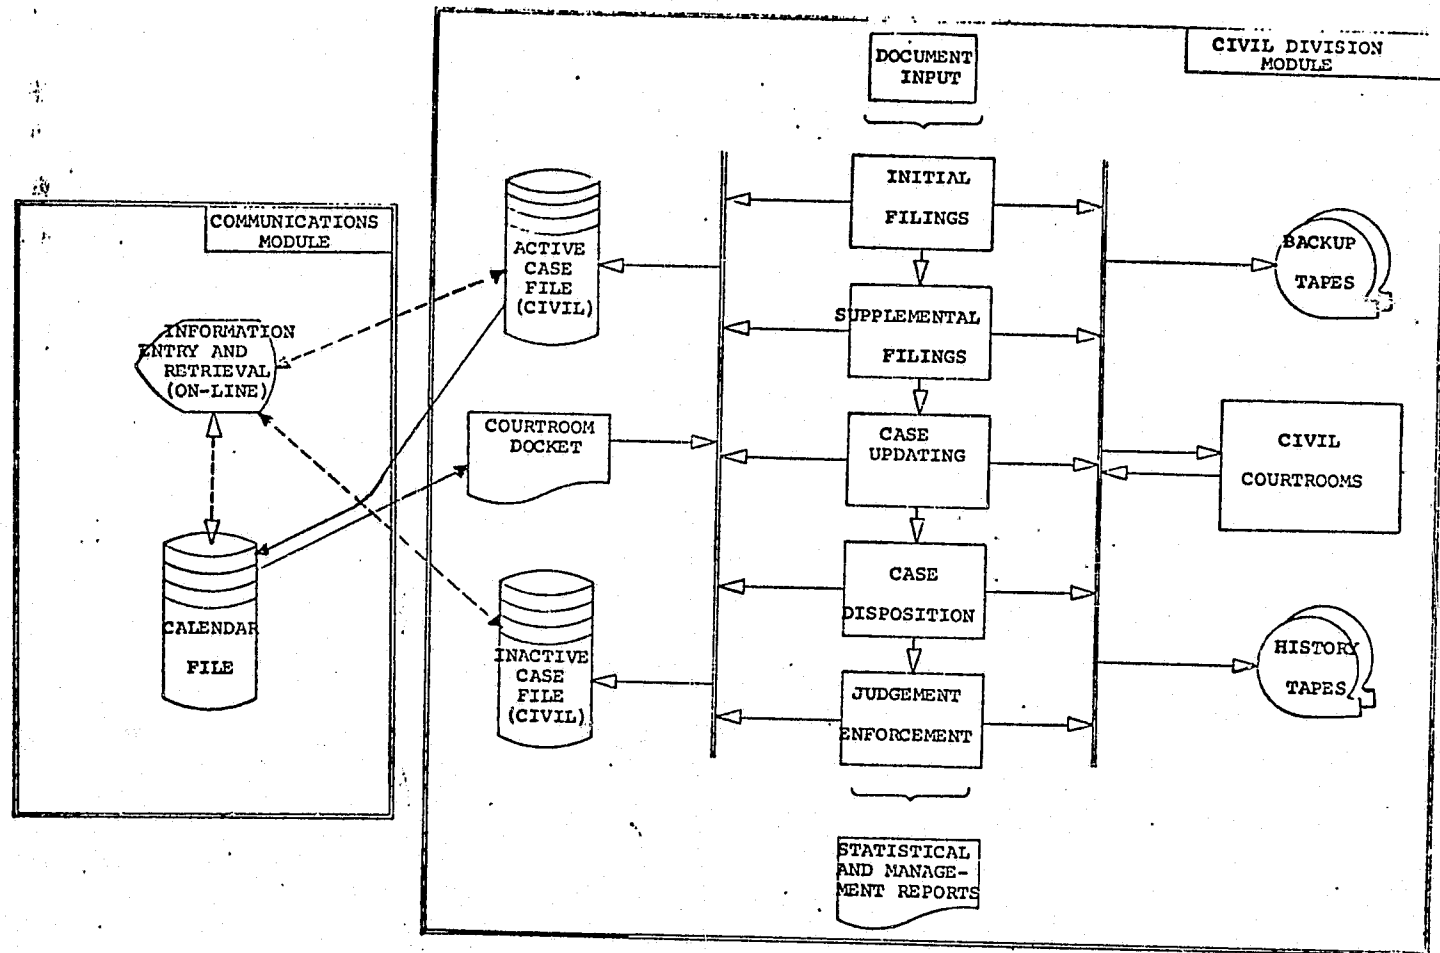 DOCUMENT
INPUT
CIVIL DIVISION
MODULE
COMMUNICATIONS
MODULE
INFORMATION
ENTRY AND
RETRIEVAL
(ON-LINE)
CALENDAR
FILE
ACTIVE
CASE
FILE
(CIVIL)
COURTROOM
DOCKET
INACTIVE
CASE
FILE
(CIVIL)
INITIAL
FILINGS
SUPPLEMENTAL
FILINGS
CASE
UPDATING
CASE
DISPOSITION
JUDGEMENT
ENFORCEMENT
STATISTICAL
AND MANAGE-
MENT REPORTS
BACKUP
TAPES
CIVIL
COURTROOMS
HISTORY
TAPES